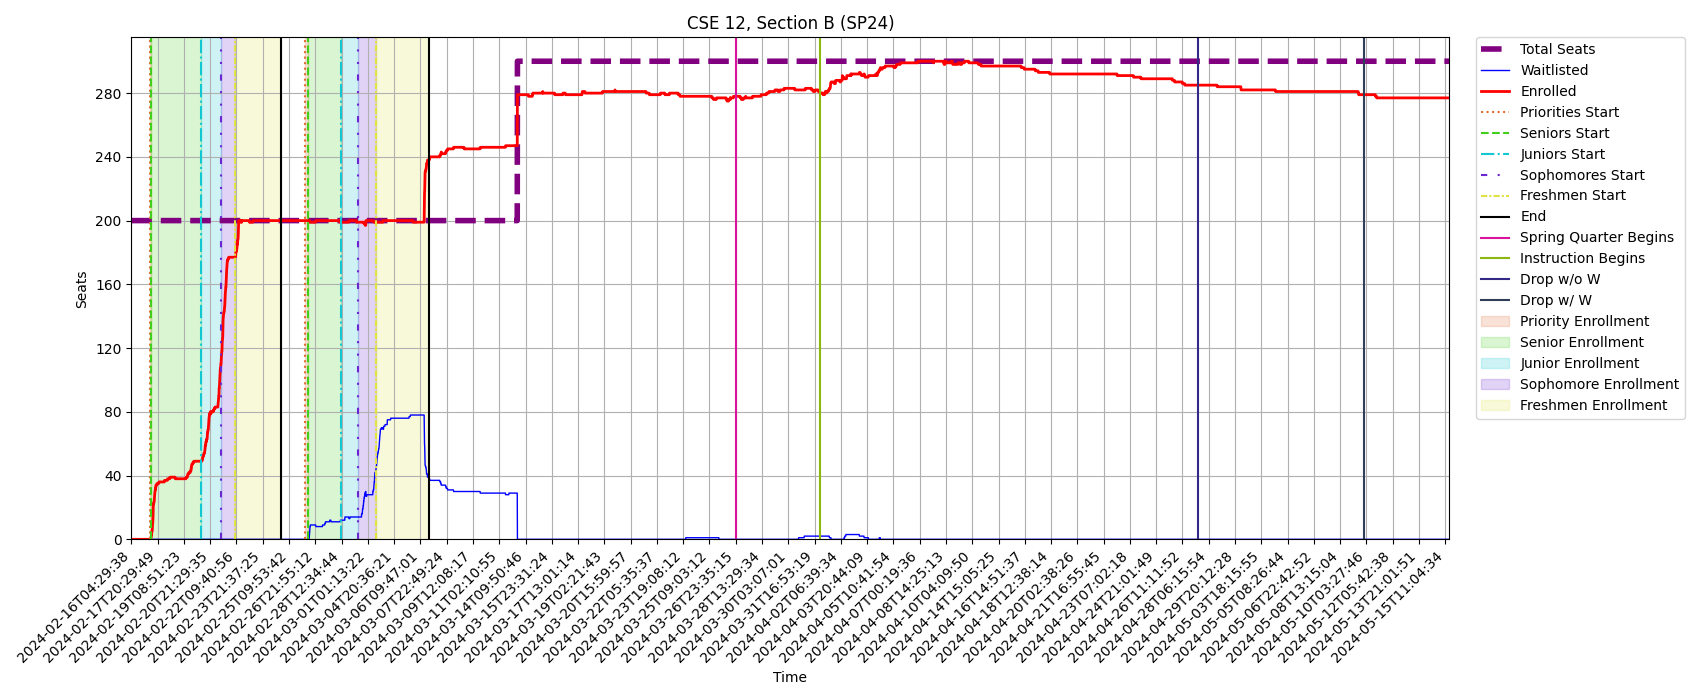 CSE 12, Section B (SP24)
Seats
280
240
200
160
120
80
40
0
2024-02-16T04:29:38
2024-02-17T20:29:49
2024-02-19T08:51:23
2024-02-20T21:29:35
2024-02-22T09:40:56
2024-02-23T21:37:25
2024-02-25T09:53:42
2024-02-26T21:55:12
2024-02-28T12:34:44
2024-03-01T01:13:22
2024-03-04T20:36:21
2024-03-06T09:47:01
2024-03-07T22:49:24
2024-03-09T12:08:17
2024-03-11T02:10:55
2024-03-14T09:50:46
2024-03-15T23:31:24
2024-03-17T13:01:14
2024-03-19T02:21:43
2024-03-20T15:59:57
2024-03-22T05:35:37
2024-03-23T19:08:12
2024-03-25T09:03:12
2024-03-26T23:35:15
2024-03-28T13:29:34
2024-03-30T03:07:01
2024-03-31T16:53:19
2024-04-02T06:39:34
2024-04-03T20:44:09
2024-04-05T10:41:54
2024-04-07T00:19:36
2024-04-08T14:25:13
2024-04-10T04:09:50
2024-04-14T15:05:25
2024-04-16T14:51:37
2024-04-18T12:38:14
2024-04-20T02:38:26
2024-04-21T16:55:45
2024-04-23T07:02:18
2024-04-24T21:01:49
2024-04-26T11:11:52
2024-04-28T06:15:54
2024-04-29T20:12:28
2024-05-03T18:15:55
2024-05-05T08:26:44
2024-05-06T22:42:52
2024-05-08T13:15:04
2024-05-10T03:27:46
2024-05-12T05:42:38
2024-05-13T21:01:51
2024-05-15T11:04:34
Time
Total Seats
Waitlisted
Enrolled
Priorities Start
Seniors Start
Juniors Start
Sophomores Start
Freshmen Start
End
Spring Quarter Begins
Instruction Begins
Drop w/o W
Drop w/ W
Priority Enrollment
Senior Enrollment
Junior Enrollment
Sophomore Enrollment
Freshmen Enrollment